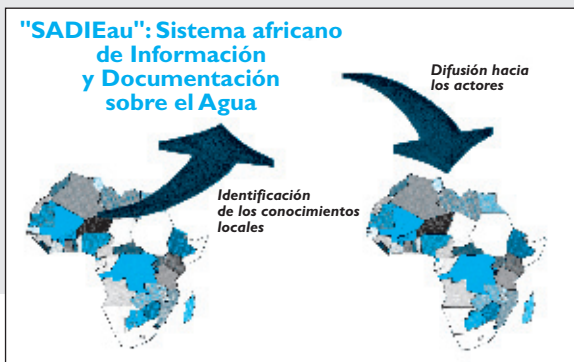 "SADIEau": Sistema africano
de Información
y Documentación
sobre el Agua
Difusión hacia
los actores
Identificación
de los conocimientos
locales